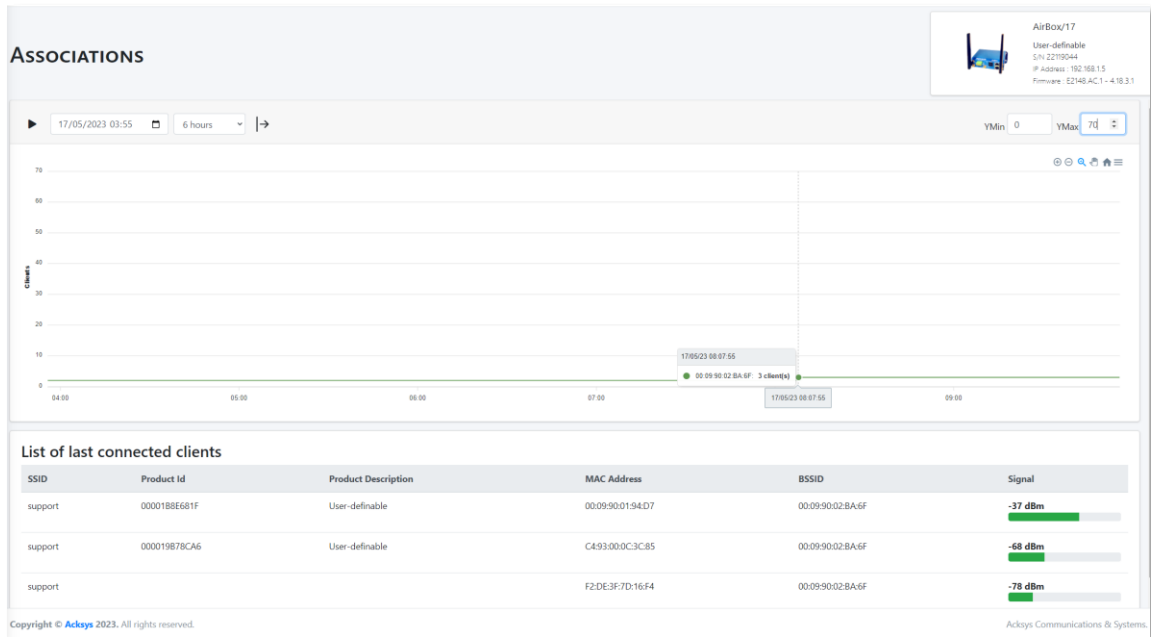 ASSOCIATIONS
AirBox/17
User-definable
S/N 22119044
IP Address : 192.168.1.5
Firmware : E2148.AC.1 - 4.18.3.1
17/05/2023 03:55
6 hours
YMin 0 YMax 70
70
60
50
40
30
20
10
0
Clients
17/05/23 08:07:55
00:09:90:02:BA:6F: 3 client(s)
04:00 05:00 06:00 07:00 17/05/23 08:07:55 09:00
List of last connected clients
SSID Product Id Product Description MAC Address BSSID Signal
support 00001B8E681F User-definable 00:09:90:01:94:D7 00:09:90:02:BA:6F -37 dBm
support 000019B78CA6 User-definable C4:93:00:0C:3C:85 00:09:90:02:BA:6F -68 dBm
support F2:DE:3F:7D:16:F4 00:09:90:02:BA:6F -78 dBm
Copyright © Acksys 2023. All rights reserved.
Acksys Communications & Systems.